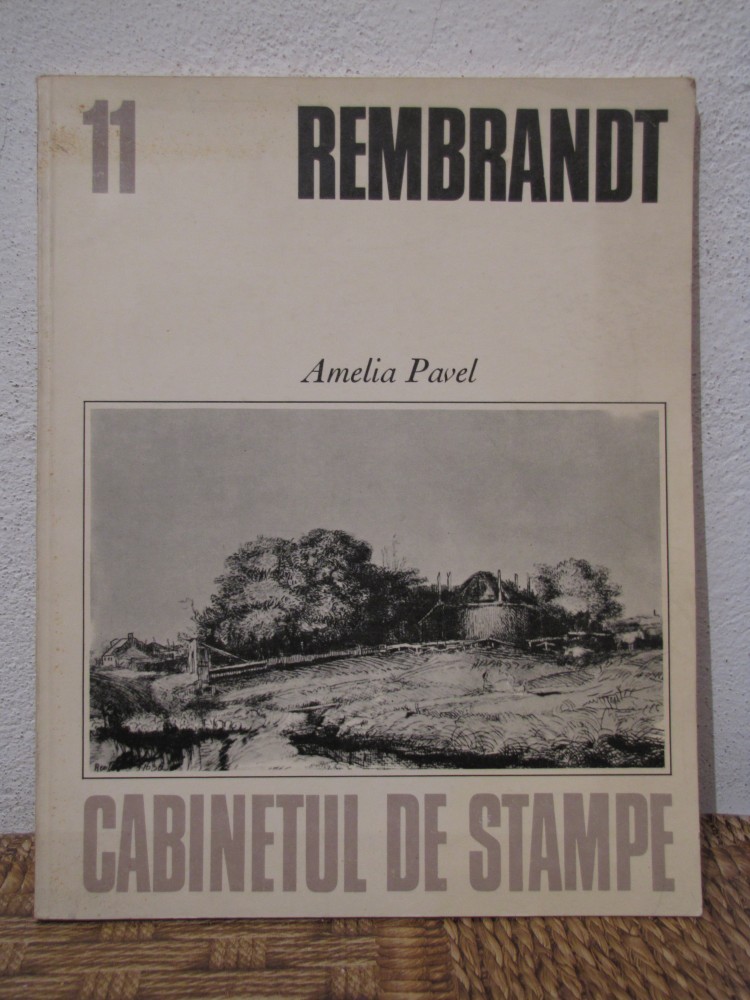 11 REMBRANDT
Amelia Pavel
CABINETUL DE STAMPE